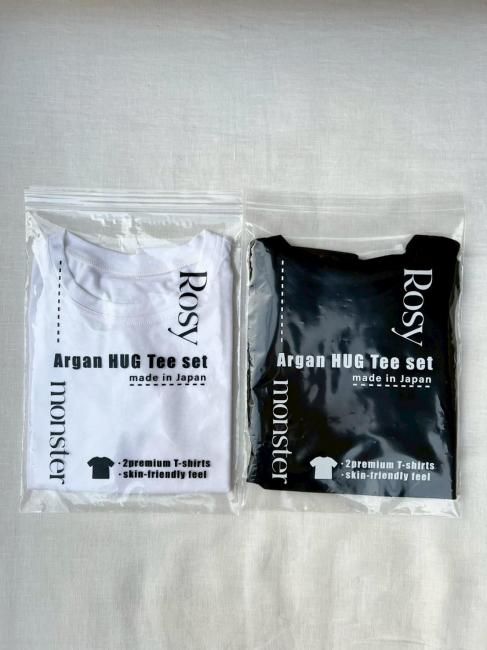 Rosy
Argan HUG Tee set
made in Japan
monster
·2premium T-shirts
·skin-friendly feel
Rosy
Argan HUG Tee set
made in Japan
monster
·2premium T-shirts
·skin-friendly feel